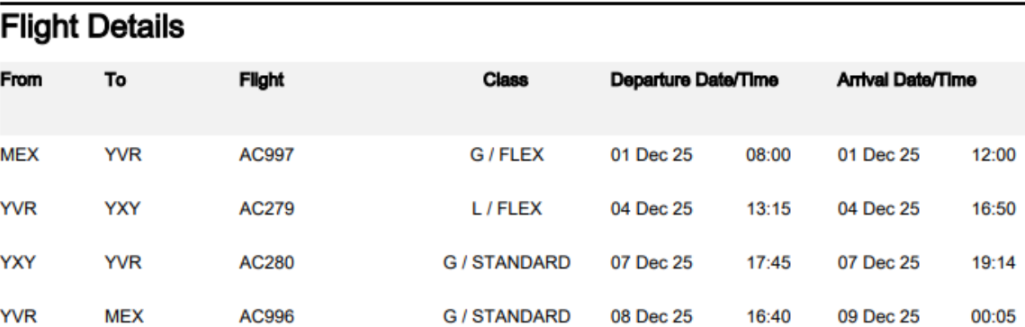 Flight Details
From To Flight Class Departure Date/Time Arrival Date/Time
MEX YVR AC997 G / FLEX 01 Dec 25 08:00 01 Dec 25 12:00
YVR YXY AC279 L / FLEX 04 Dec 25 13:15 04 Dec 25 16:50
YXY YVR AC280 G / STANDARD 07 Dec 25 17:45 07 Dec 25 19:14
YVR MEX AC996 G / STANDARD 08 Dec 25 16:40 09 Dec 25 00:05